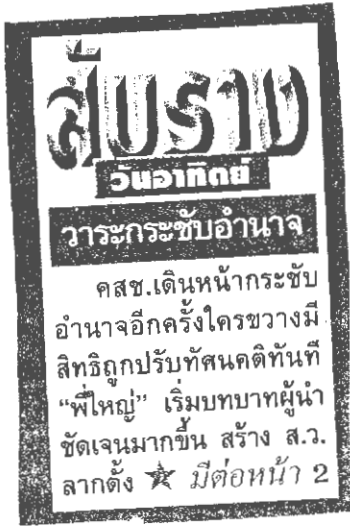 สับราง
วันอาทิตย์
วาระกระชับอำนาจ
คสช.เดินหน้ากระชับ
อำนาจอีกครั้งใครขวางมี
สิทธิถูกปรับทัศนคติทันที
“พี่ใหญ่” เริ่มบทบาทผู้นำ
ชัดเจนมากขึ้น สร้าง ส.ว.
ลากตั้ง ★ มีต่อหน้า 2